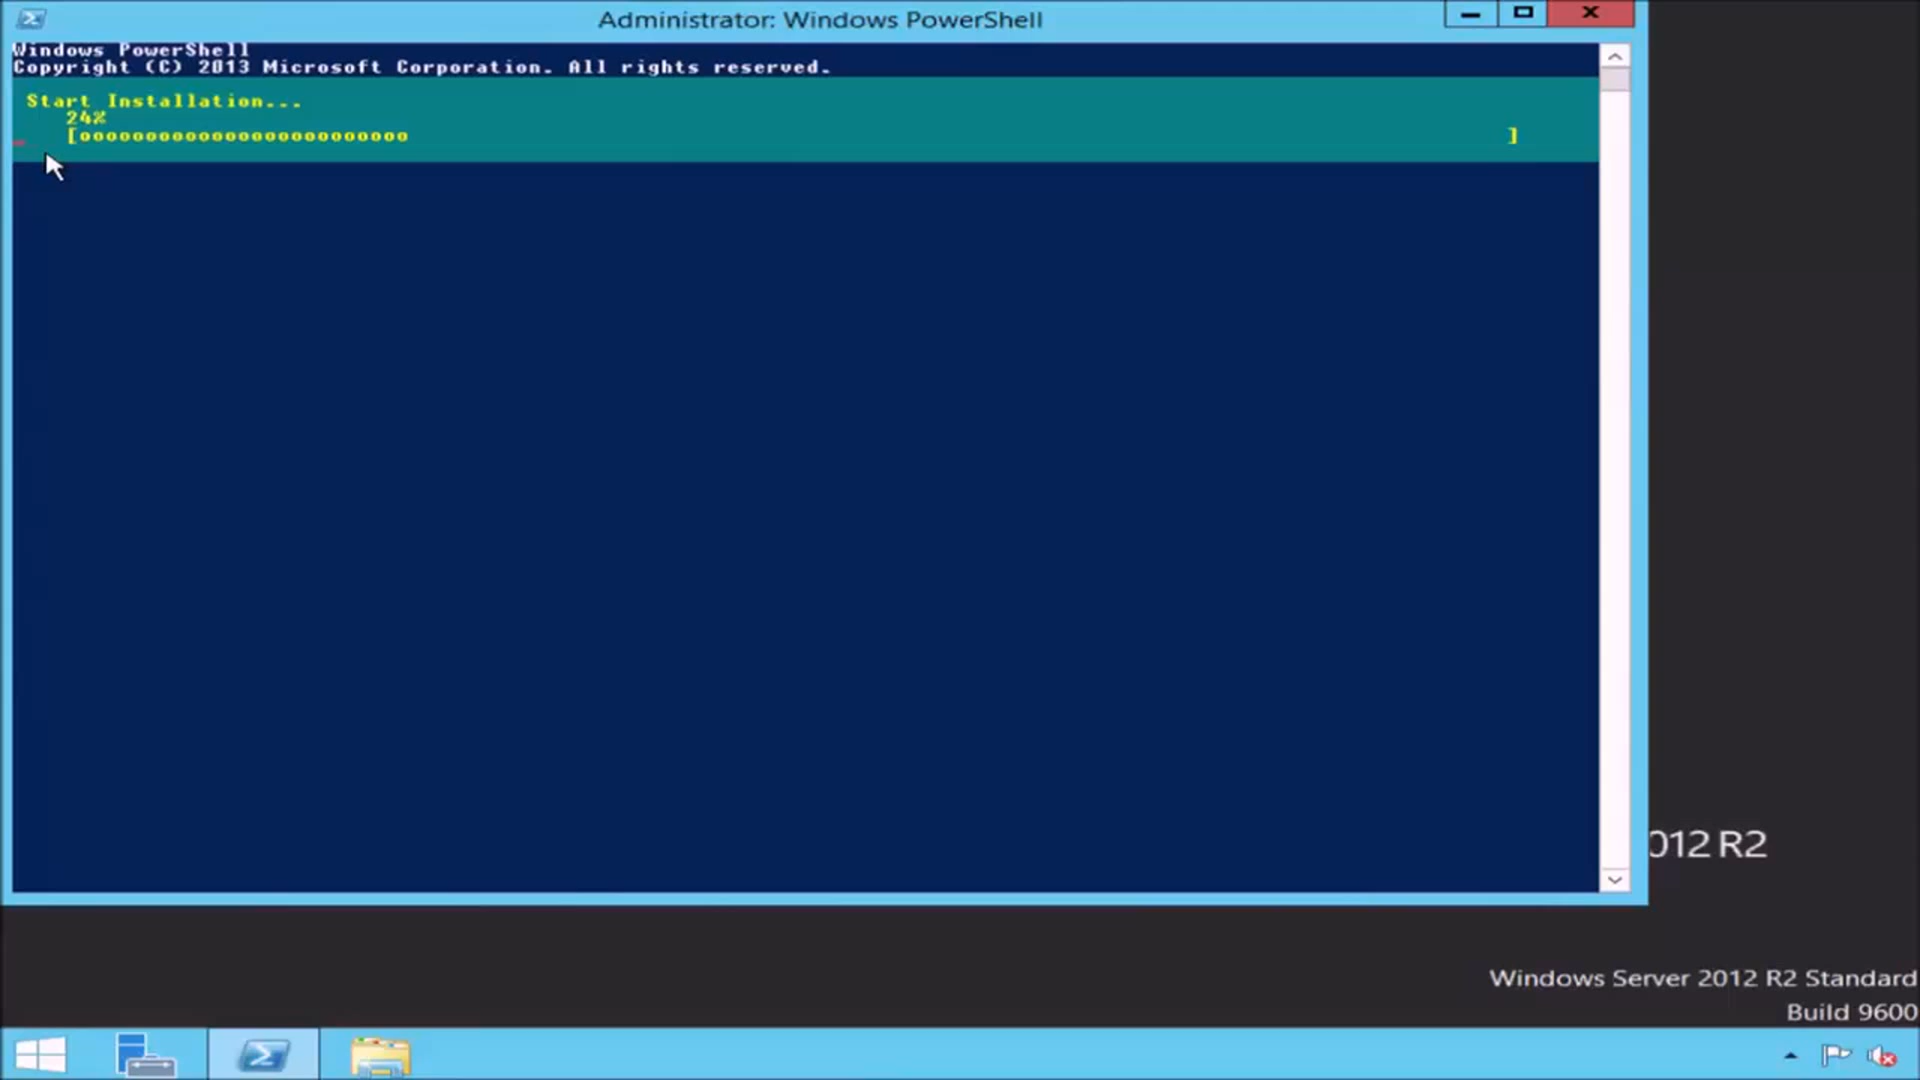 Administrator: Windows PowerShell
Windows PowerShell
Copyright (C) 2013 Microsoft Corporation. All rights reserved.
Start Installation...
24%
[ooooooooooooooooooooooooo ]
012 R2
Windows Server 2012 R2 Standard
Build 9600